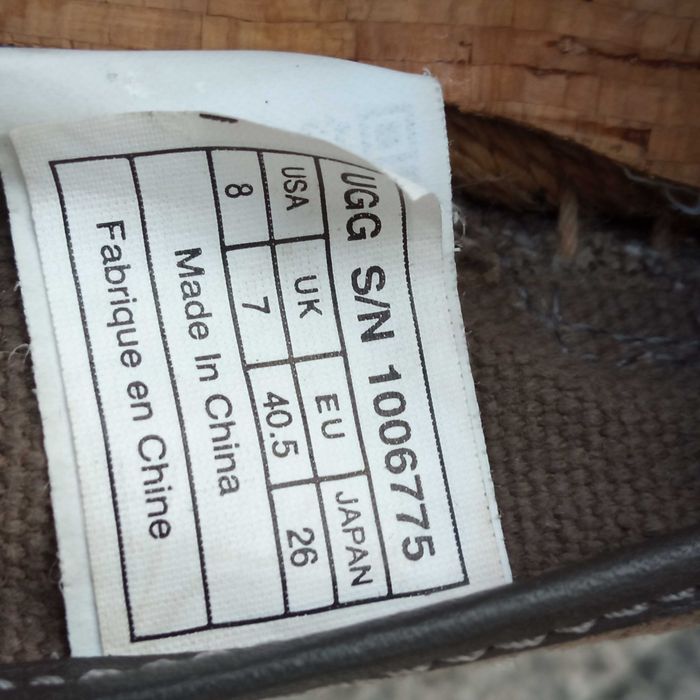 UGG S/N 1006775
USA UK EU JAPAN
8 7 40.5 26
Made In China
Fabrique en Chine